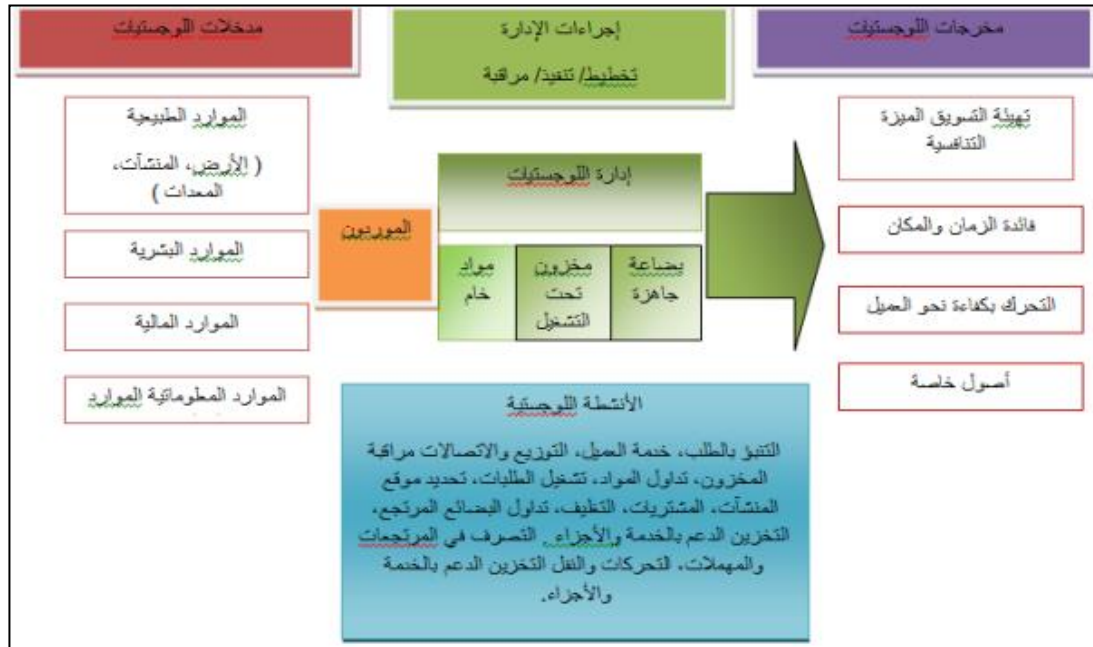 مدخلات اللوجستيات
إجراءات الإدارة
تخطيط/ تنفيذ/ مراقبة
مخرجات اللوجستيات
الموارد الطبيعية
( الأرض، المنشآت،
المعدات )
الموارد البشرية
الموارد المالية
الموارد المعلوماتية الموارد
الموردون
إدارة اللوجستيات
مواد
خام
مخزون
تحت
التشغيل
بضاعة
جاهزة
تهيئة التسويق الميزة
التنافسية
فائدة الزمان والمكان
التحرك بكفاءة نحو العميل
أصول خاصة
الأنشطة اللوجستية
التنبؤ بالطلب، خدمة العميل، التوزيع والاتصالات مراقبة
المخزون، تداول المواد، تشغيل الطلبات، تحديد موقع
المنشآت، المشتريات، التغليف، تداول البضائع المرتجع،
التخزين الدعم بالخدمة والأجزاء . التصرف في المرتجعات
والمهملات، التحركات والنقل التخزين الدعم بالخدمة
والأجزاء.